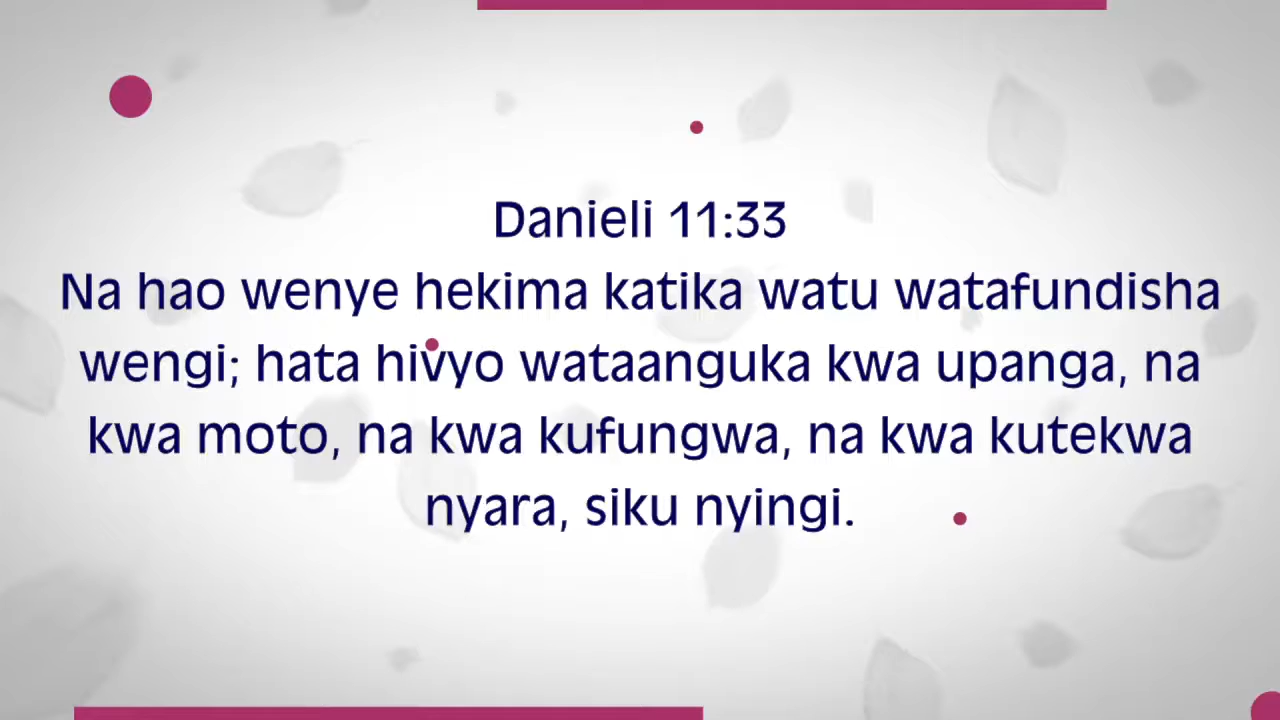 Danieli 11:33
Na hao wenye hekima katika watu watafundisha
wengi; hata hivyo wataanguka kwa upanga, na
kwa moto, na kwa kufungwa, na kwa kutekwa
nyara, siku nyingi.